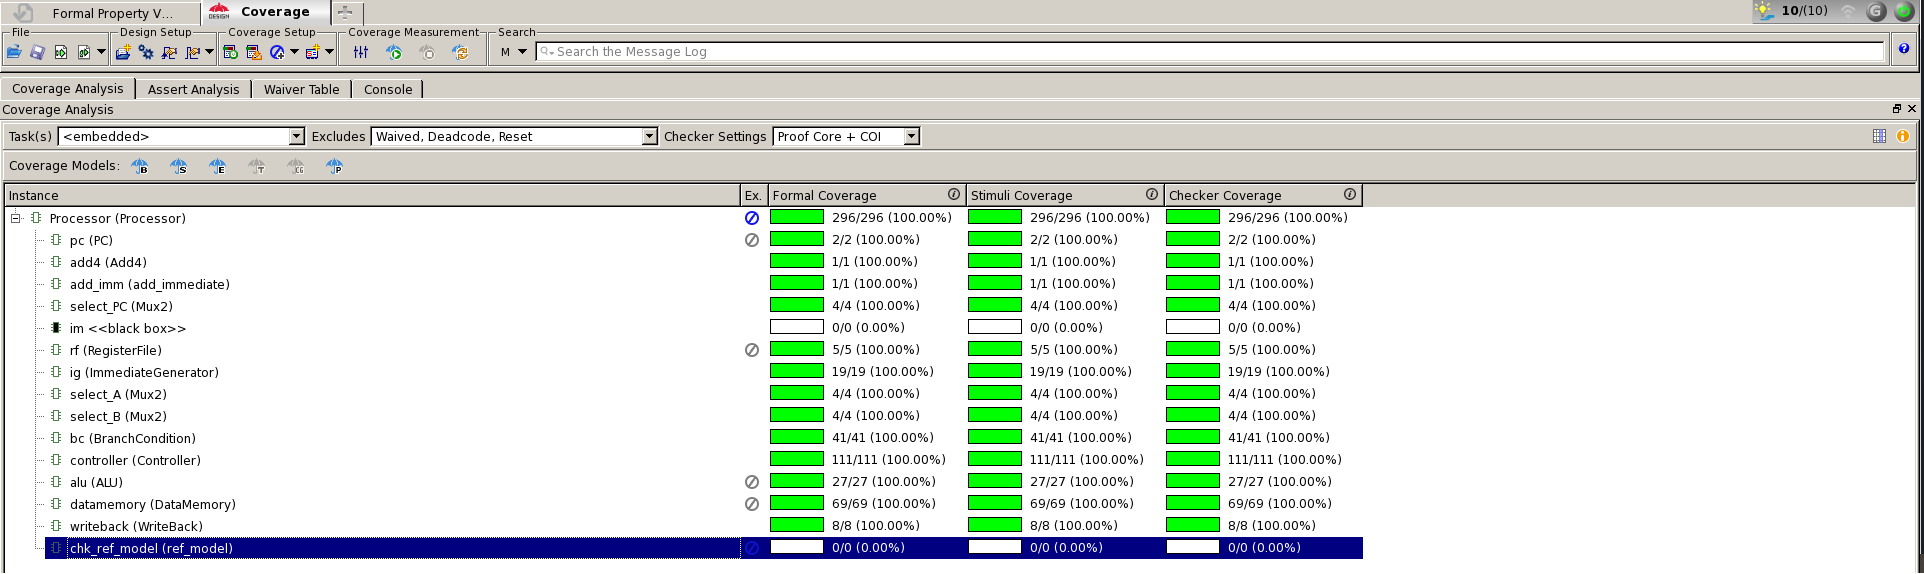 Formal Property V...
DESIGN Coverage
10/(10)
File Design Setup Coverage Setup Coverage Measurement Search
M Search the Message Log
Coverage Analysis Assert Analysis Waiver Table Console
Coverage Analysis
Task(s) <embedded> Excludes Waived, Deadcode, Reset Checker Settings Proof Core + COI
Coverage Models: B S E T CG P
Instance Ex. Formal Coverage Stimuli Coverage Checker Coverage
Processor (Processor) 296/296 (100.00%) 296/296 (100.00%) 296/296 (100.00%)
pc (PC) 2/2 (100.00%) 2/2 (100.00%) 2/2 (100.00%)
add4 (Add4) 1/1 (100.00%) 1/1 (100.00%) 1/1 (100.00%)
add_imm (add_immediate) 1/1 (100.00%) 1/1 (100.00%) 1/1 (100.00%)
select_PC (Mux2) 4/4 (100.00%) 4/4 (100.00%) 4/4 (100.00%)
im <<black box>> 0/0 (0.00%) 0/0 (0.00%) 0/0 (0.00%)
rf (RegisterFile) 5/5 (100.00%) 5/5 (100.00%) 5/5 (100.00%)
ig (ImmediateGenerator) 19/19 (100.00%) 19/19 (100.00%) 19/19 (100.00%)
select_A (Mux2) 4/4 (100.00%) 4/4 (100.00%) 4/4 (100.00%)
select_B (Mux2) 4/4 (100.00%) 4/4 (100.00%) 4/4 (100.00%)
bc (BranchCondition) 41/41 (100.00%) 41/41 (100.00%) 41/41 (100.00%)
controller (Controller) 111/111 (100.00%) 111/111 (100.00%) 111/111 (100.00%)
alu (ALU) 27/27 (100.00%) 27/27 (100.00%) 27/27 (100.00%)
datamemory (DataMemory) 69/69 (100.00%) 69/69 (100.00%) 69/69 (100.00%)
writeback (WriteBack) 8/8 (100.00%) 8/8 (100.00%) 8/8 (100.00%)
chk_ref_model (ref_model) 0/0 (0.00%) 0/0 (0.00%) 0/0 (0.00%)